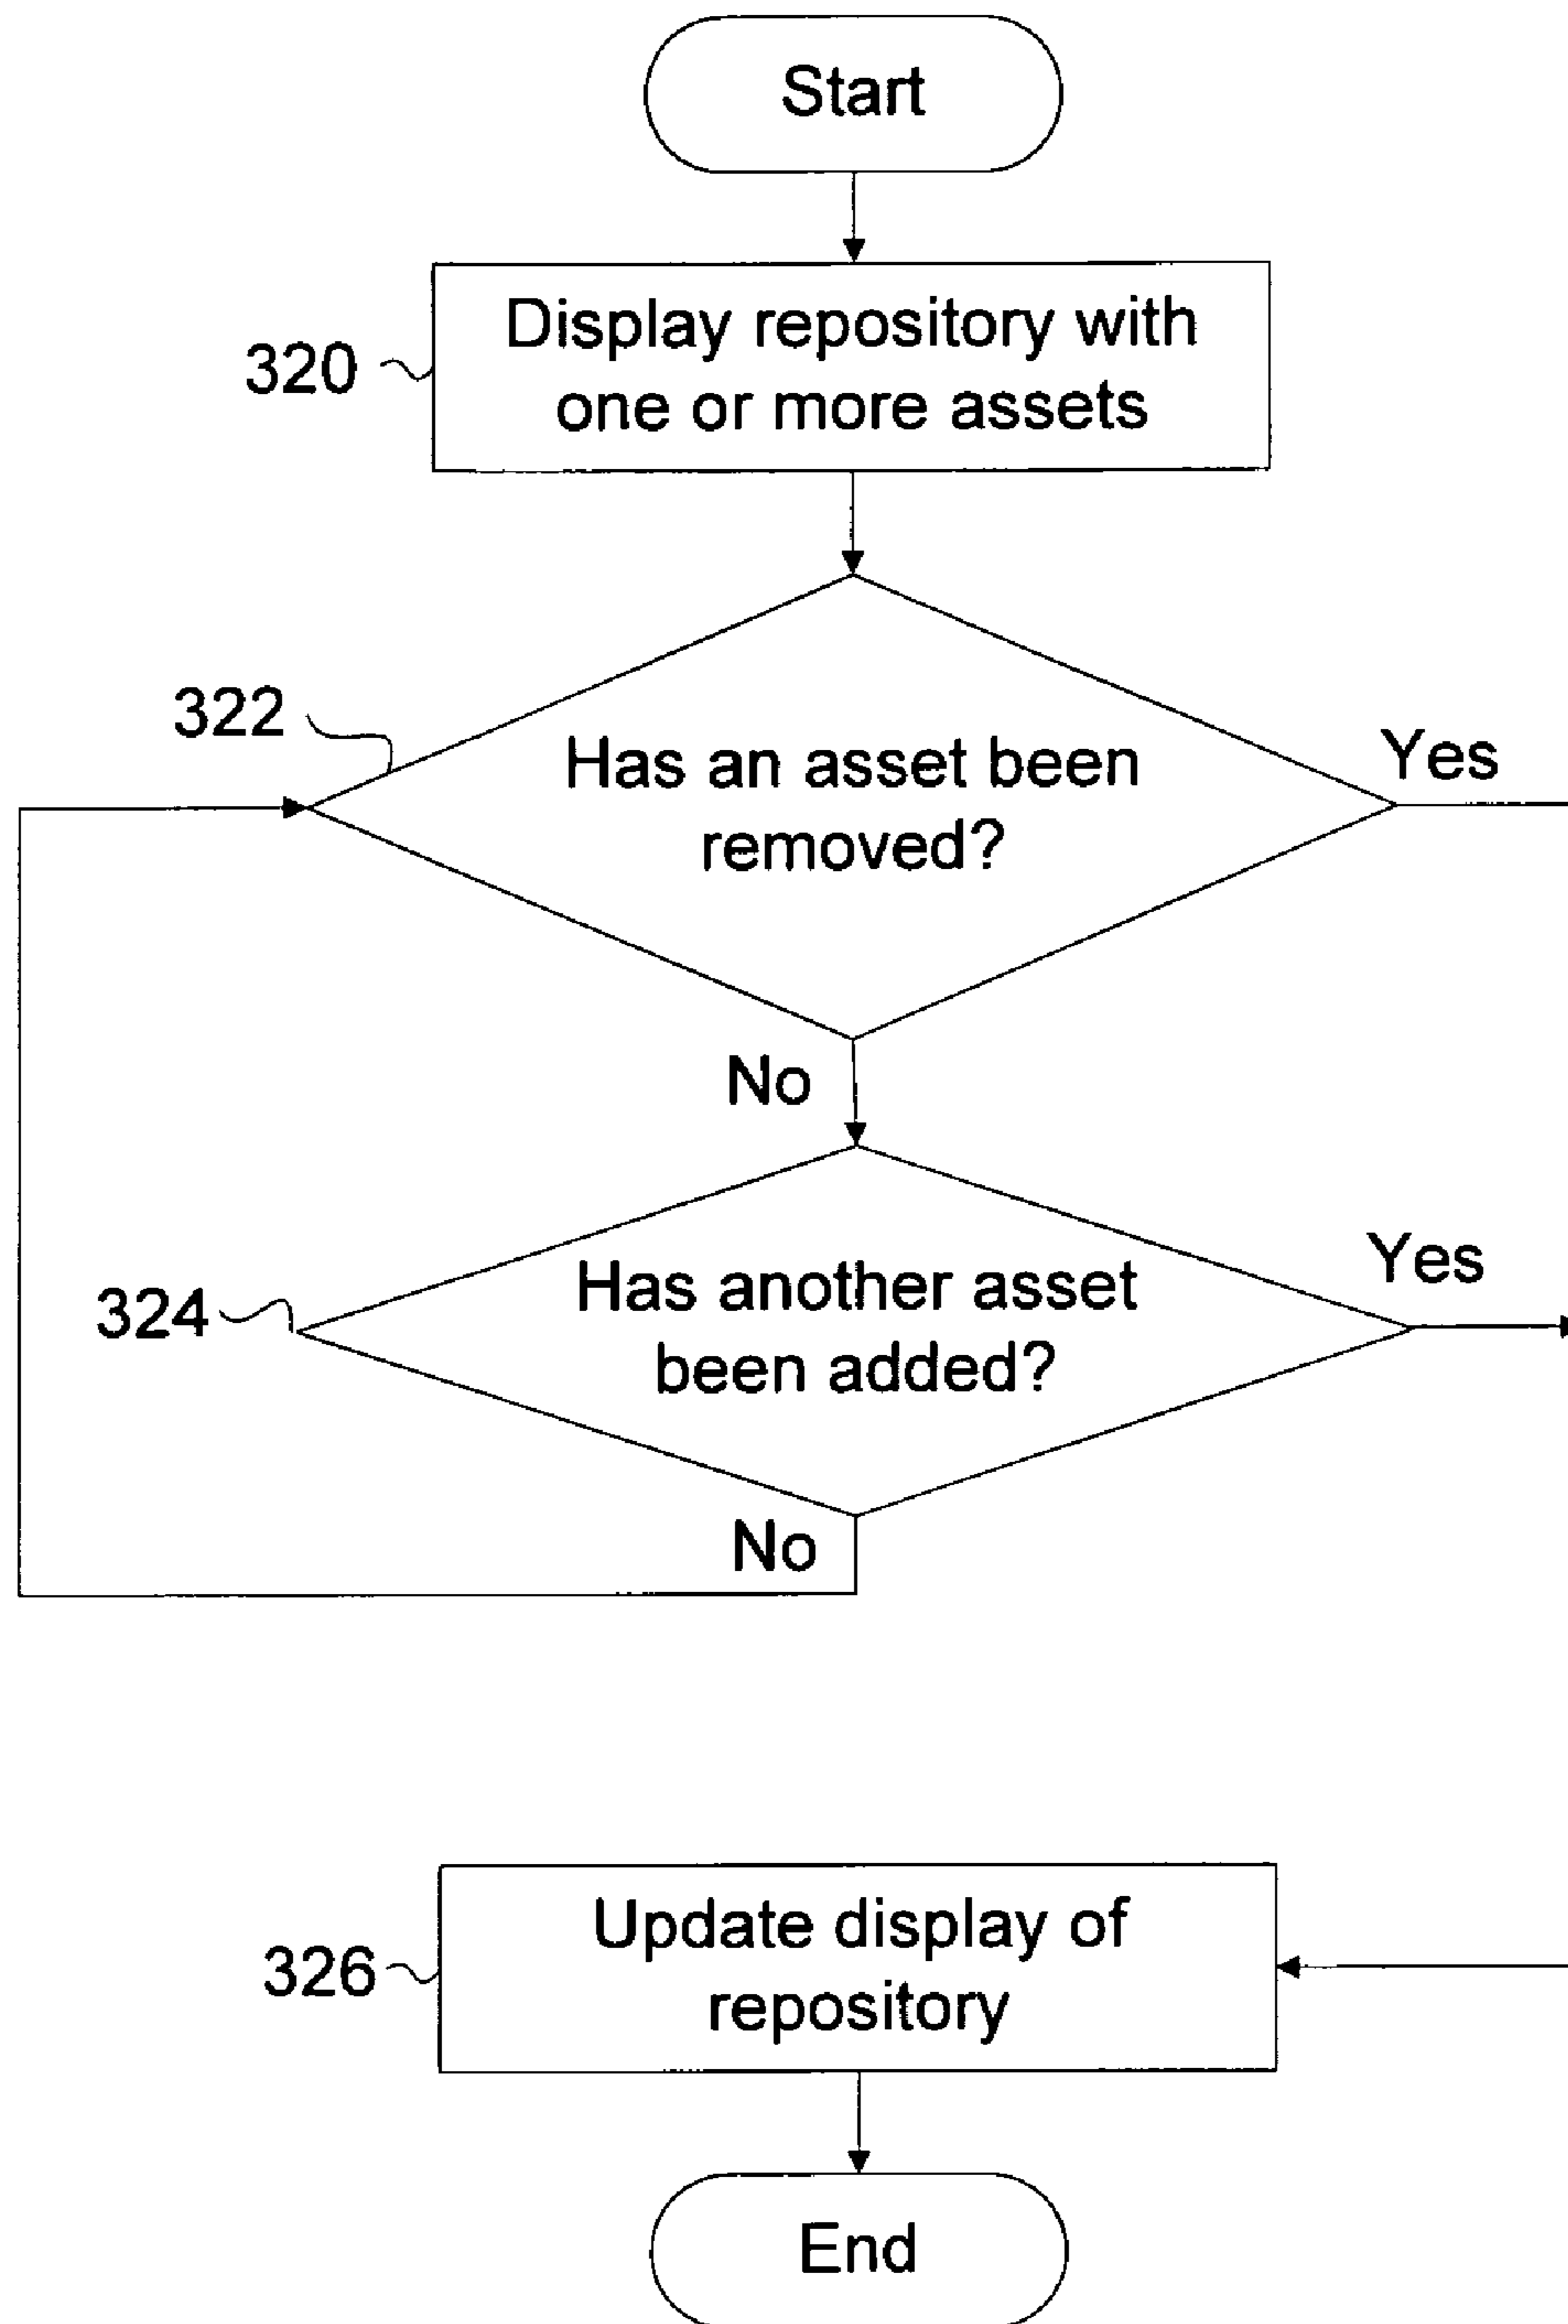 Start
Display repository with
one or more assets
320
322
Has an asset been
removed?
Yes
No
324
Has another asset
been added?
Yes
No
326
Update display of
repository
End